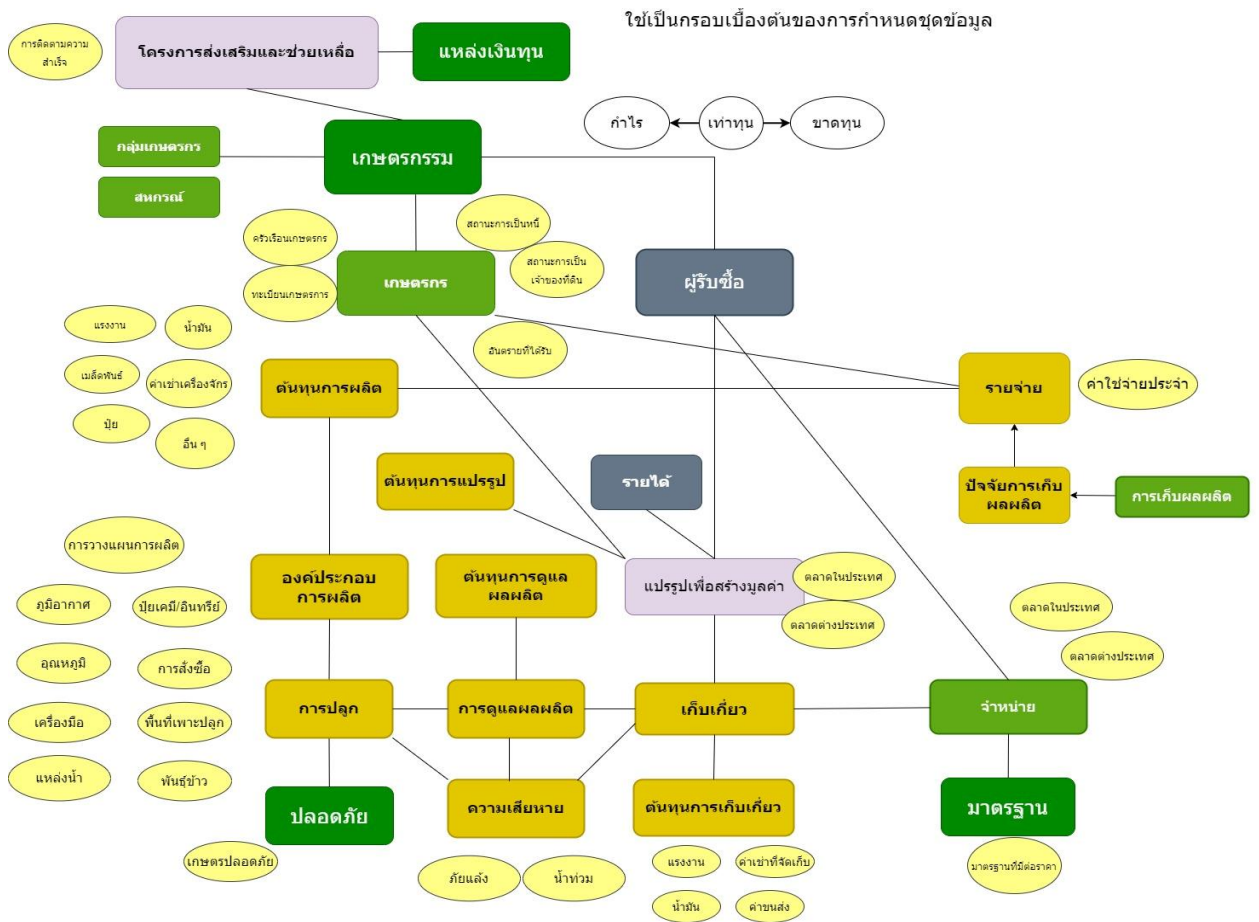 ใช้เป็นกรอบเบื้องต้นของการกำหนดชุดข้อมูล
การติดตามความ
สำเร็จ
โครงการส่งเสริมและช่วยเหลือ
แหล่งเงินทุน
กำไร
เท่าทุน
ขาดทุน
กลุ่มเกษตรกร
สหกรณ์
เกษตรกรรม
ครัวเรือนเกษตรกร
ทะเบียนเกษตรการ
เกษตรกร
สถานะการเป็นหนี้
สถานะการเป็น
เจ้าของที่ดิน
ผู้รับซื้อ
แรงงาน
น้ำมัน
เมล็ดพันธ์
ค่าเช่าเครื่องจักร
ปุ๋ย
อื่น ๆ
อันตรายที่ได้รับ
ต้นทุนการผลิต
รายจ่าย
ค่าใช่จ่ายประจำ
ต้นทุนการแปรรูป
รายได้
ปัจจัยการเก็บ
ผลผลิต
การเก็บผลผลิต
การวางแผนการผลิต
ภูมิอากาศ
ปุ๋ยเคมี/อินทรีย์
อุณหภูมิ
การสั่งซื้อ
เครื่องมือ
พื้นที่เพาะปลูก
แหล่งน้ำ
พันธุ์ข้าว
องค์ประกอบ
การผลิต
ต้นทุนการดูแล
ผลผลิต
แปรรูปเพื่อสร้างมูลค่า
ตลาดในประเทศ
ตลาดต่างประเทศ
ตลาดในประเทศ
ตลาดต่างประเทศ
การปลูก
การดูแลผลผลิต
เก็บเกี่ยว
จำหน่าย
ปลอดภัย
ความเสียหาย
ต้นทุนการเก็บเกี่ยว
มาตรฐาน
เกษตรปลอดภัย
ภัยแล้ง
น้ำท่วม
แรงงาน
ค่าเช่าที่จัดเก็บ
น้ำมัน
ค่าขนส่ง
มาตรฐานที่มีต่อราคา